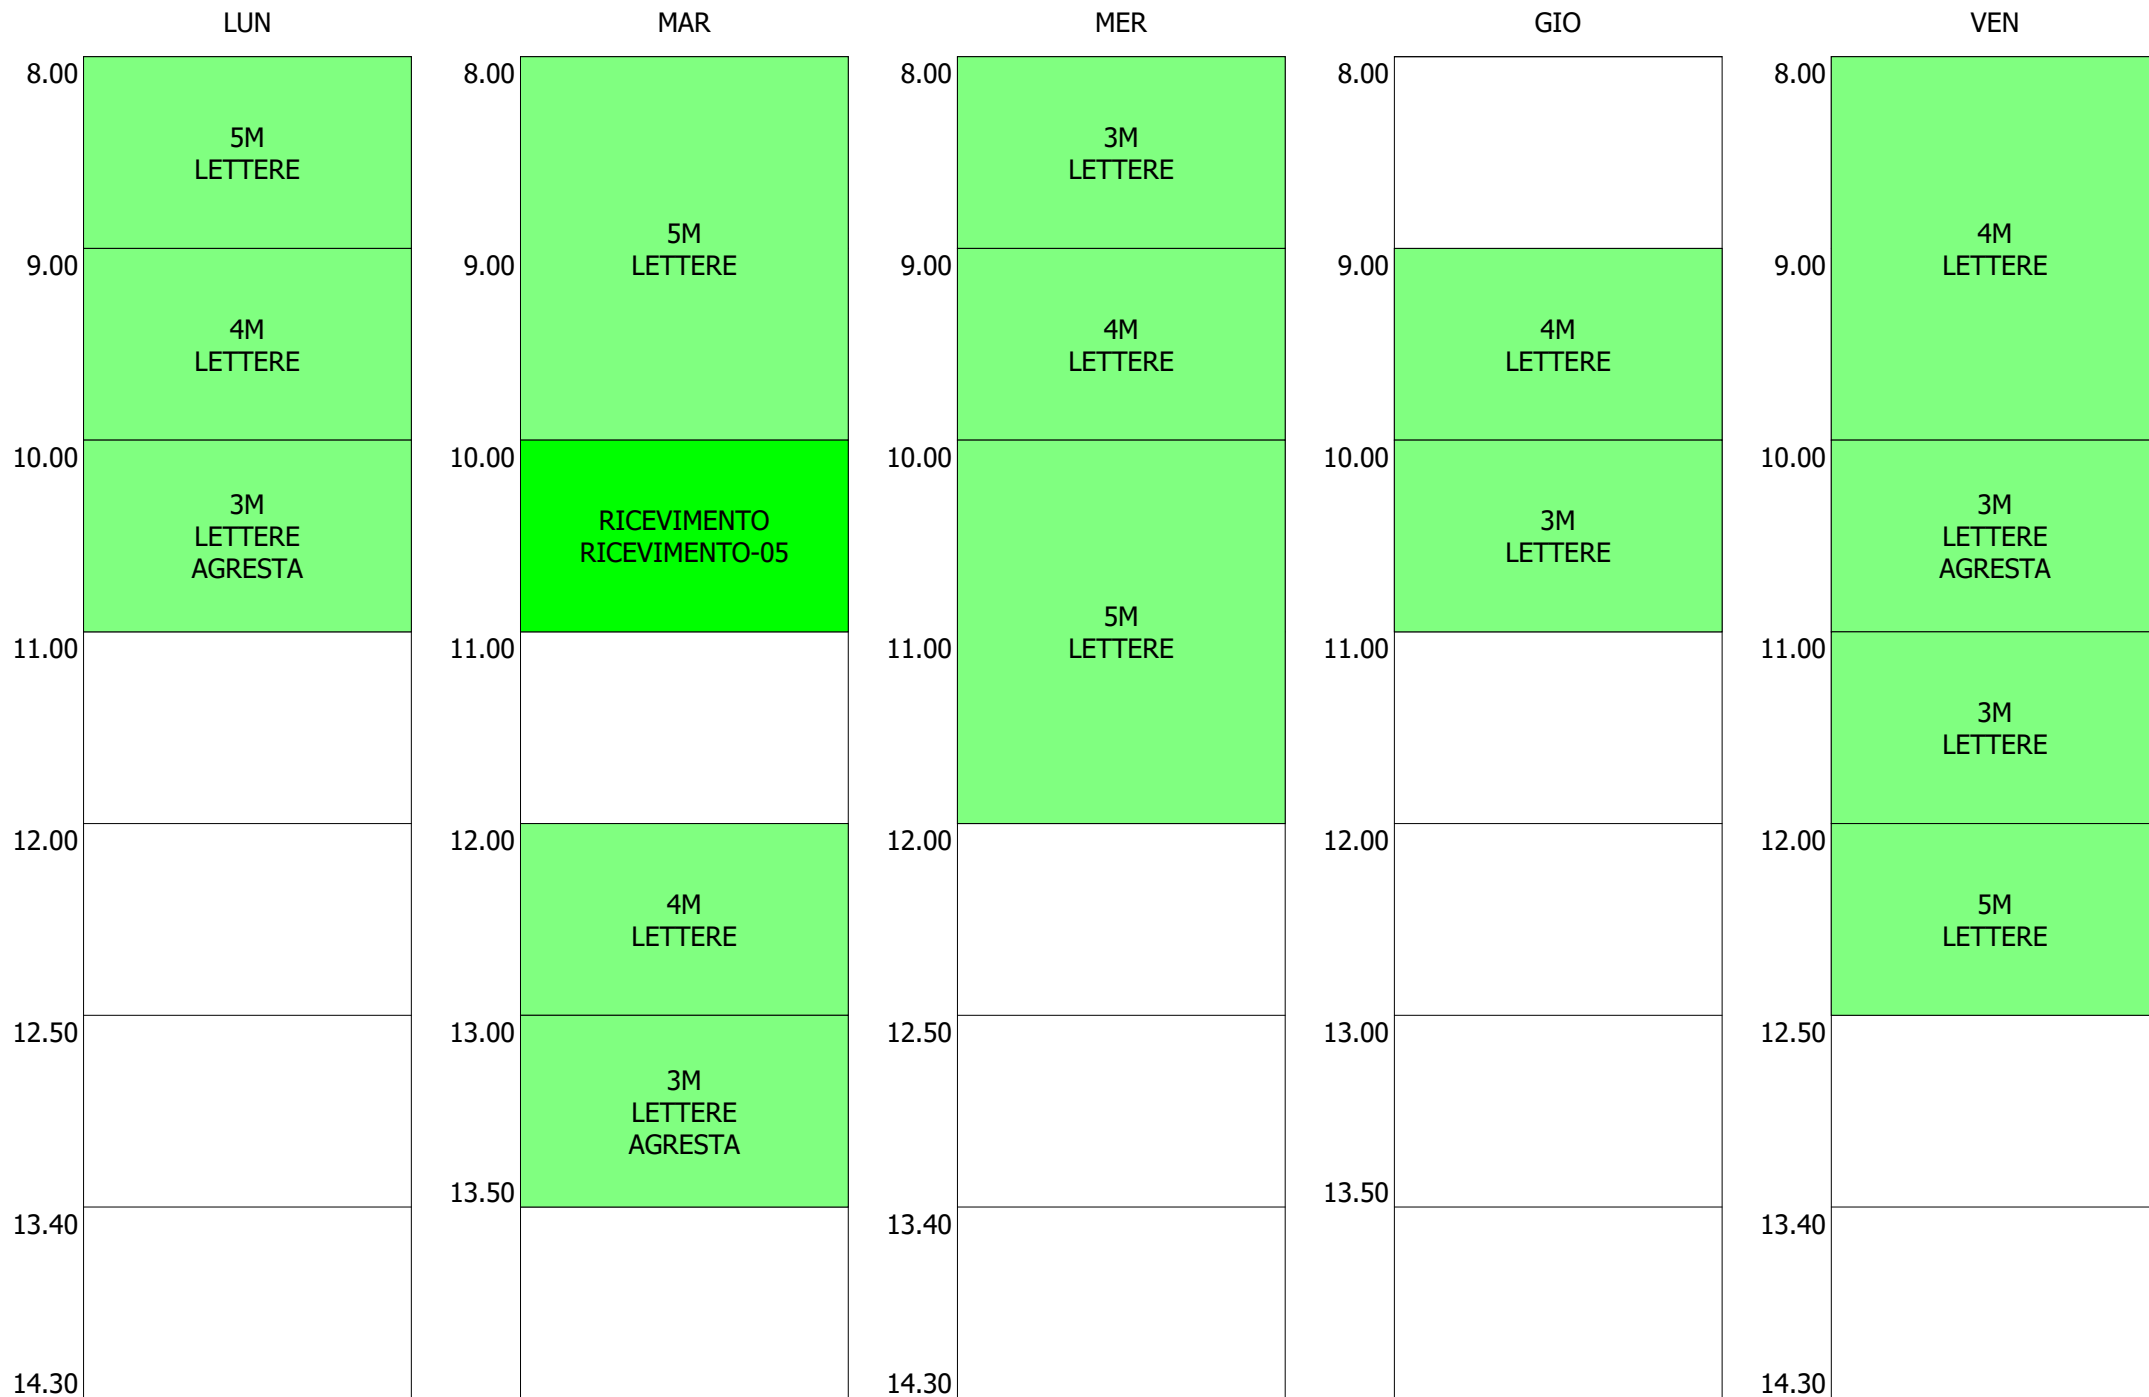 LUN
MAR
MER
GIO
VEN
8.00
5M
LETTERE
9.00
4M
LETTERE
10.00
3M
LETTERE
AGRESTA
11.00
12.00
12.50
13.40
14.30
8.00
5M
LETTERE
9.00
10.00
RICEVIMENTO
RICEVIMENTO-05
11.00
12.00
4M
LETTERE
13.00
3M
LETTERE
AGRESTA
13.50
8.00
3M
LETTERE
9.00
4M
LETTERE
10.00
5M
LETTERE
11.00
12.00
12.50
13.40
14.30
8.00
9.00
4M
LETTERE
10.00
3M
LETTERE
11.00
12.00
13.00
13.50
8.00
4M
LETTERE
9.00
10.00
3M
LETTERE
AGRESTA
11.00
3M
LETTERE
12.00
5M
LETTERE
12.50
13.40
14.30